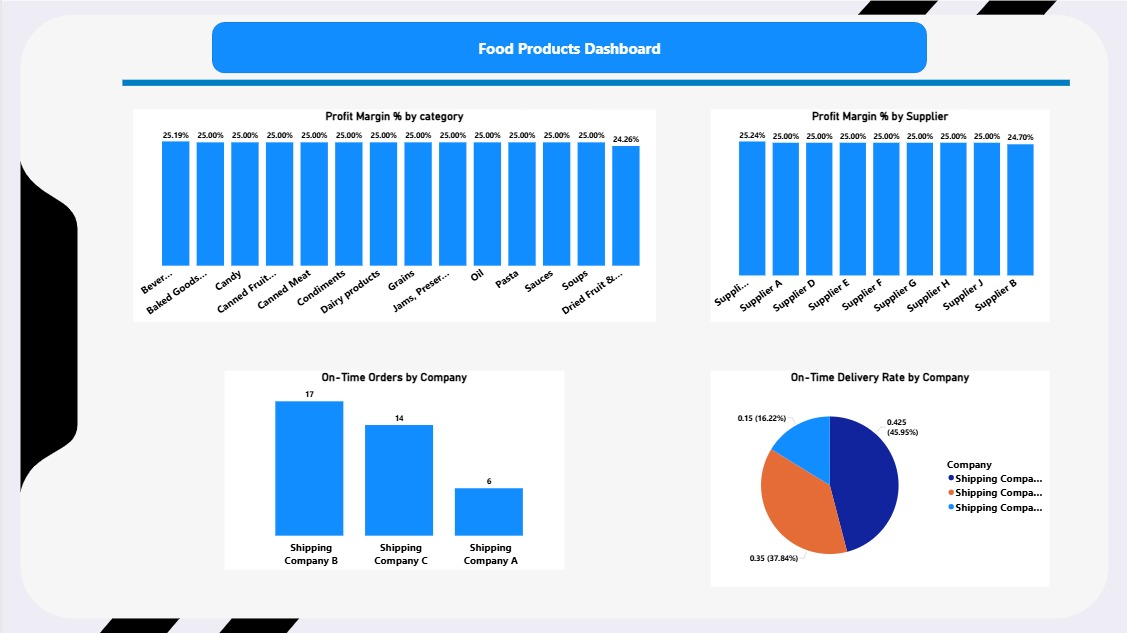 Food Products Dashboard
Profit Margin % by category
25.19% 25.00% 25.00% 25.00% 25.00% 25.00% 25.00% 25.00% 25.00% 25.00% 25.00% 25.00% 25.00% 24.26%
Bever... Baked Goods... Candy Canned Fruit... Canned Meat Condiments Dairy products Grains Jams, Preser... Oil Pasta Sauces Soups Dried Fruit &...
Profit Margin % by Supplier
25.24% 25.00% 25.00% 25.00% 25.00% 25.00% 25.00% 25.00% 24.70%
Suppli... Supplier A Supplier D Supplier E Supplier F Supplier G Supplier H Supplier J Supplier B
On-Time Orders by Company
17
14
6
Shipping Company B
Shipping Company C
Shipping Company A
On-Time Delivery Rate by Company
0.15 (16.22%)
0.425
(45.95%)
0.35 (37.84%)
Company
Shipping Compa...
Shipping Compa...
Shipping Compa...